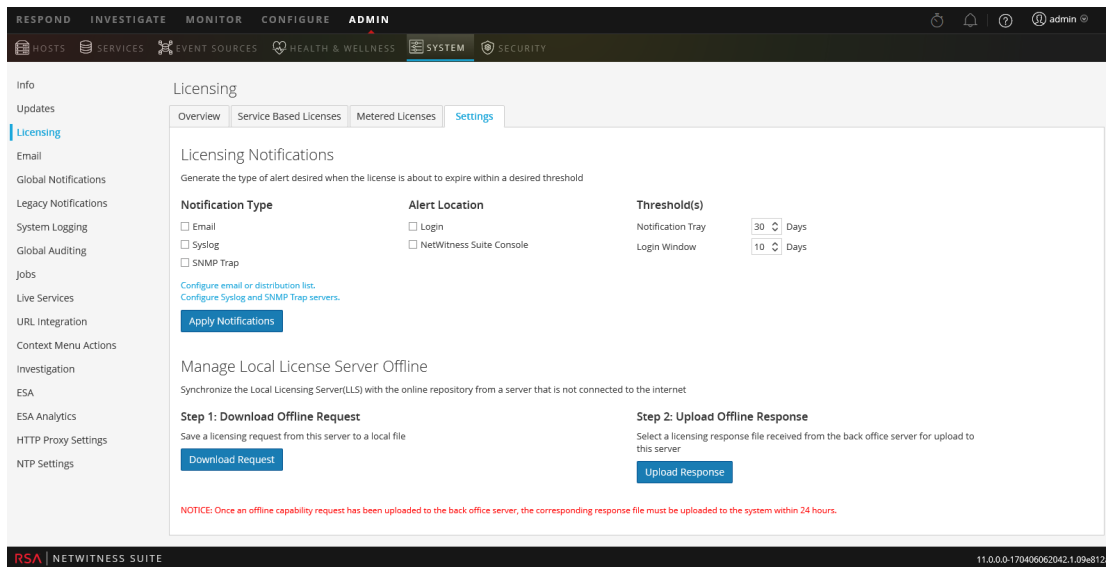 RESPOND INVESTIGATE MONITOR CONFIGURE ADMIN
admin
HOSTS SERVICES EVENT SOURCES HEALTH & WELLNESS SYSTEM SECURITY
Info
Updates
Licensing
Email
Global Notifications
Legacy Notifications
System Logging
Global Auditing
Jobs
Live Services
URL Integration
Context Menu Actions
Investigation
ESA
ESA Analytics
HTTP Proxy Settings
NTP Settings
Licensing
Overview Service Based Licenses Metered Licenses Settings
Licensing Notifications
Generate the type of alert desired when the license is about to expire within a desired threshold
Notification Type
Email
Syslog
SNMP Trap
Alert Location
Login
NetWitness Suite Console
Threshold(s)
Notification Tray 30 Days
Login Window 10 Days
Configure email or distribution list.
Configure Syslog and SNMP Trap servers.
Apply Notifications
Manage Local License Server Offline
Synchronize the Local Licensing Server(LLS) with the online repository from a server that is not connected to the internet
Step 1: Download Offline Request
Save a licensing request from this server to a local file
Download Request
Step 2: Upload Offline Response
Select a licensing response file received from the back office server for upload to
this server
Upload Response
NOTICE: Once an offline capability request has been uploaded to the back office server, the corresponding response file must be uploaded to the system within 24 hours.
RSA NETWITNESS SUITE
11.0.0.0-170406062042.1.09e812